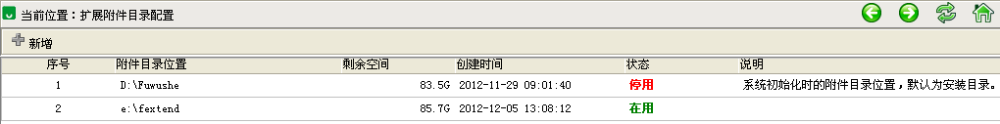 当前位置：扩展附件目录配置
新增
序号 附件目录位置 剩余空间 创建时间 状态 说明
1 D:\Fuwushe 83.5G 2012-11-29 09:01:40 停用 系统初始化时的附件目录位置，默认为安装目录。
2 e:\fextend 85.7G 2012-12-05 13:08:12 在用